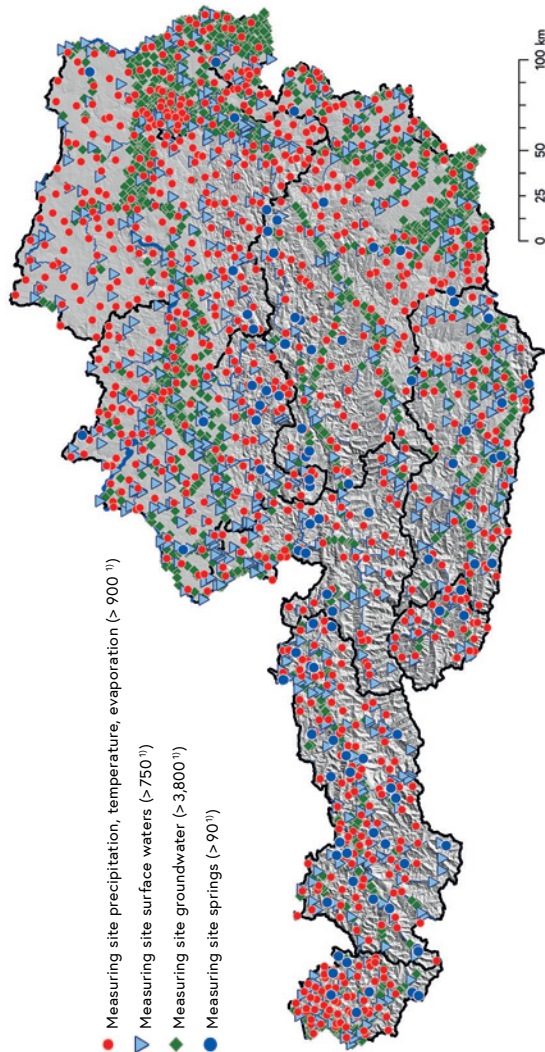 Measuring site precipitation, temperature, evaporation (> 900 ¹⁾)
Measuring site surface waters (>750 ¹⁾)
Measuring site groundwater (>3,800 ¹⁾)
Measuring site springs (>90 ¹⁾)
0 25 50 100 km